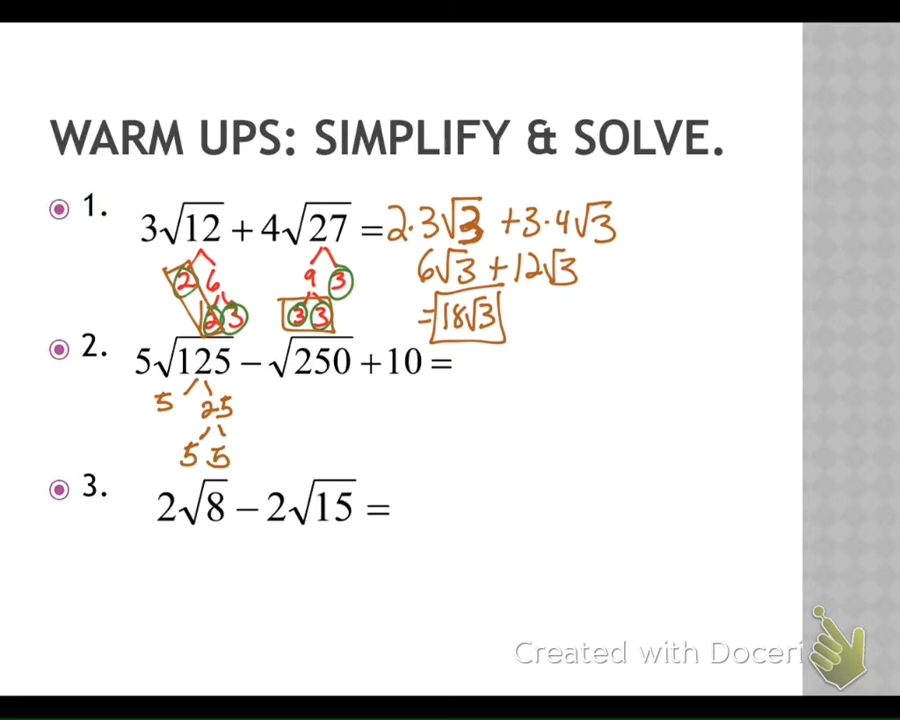 WARM UPS: SIMPLIFY & SOLVE.
1. 3√12 + 4√27 = 2·3√3 + 3·4√3
2 6 9 3 6√3 + 12√3
2 3 3 3 = 18√3
2. 5√125 − √250 + 10 =
5 25
5 5
3. 2√8 − 2√15 =
Created with Doceri